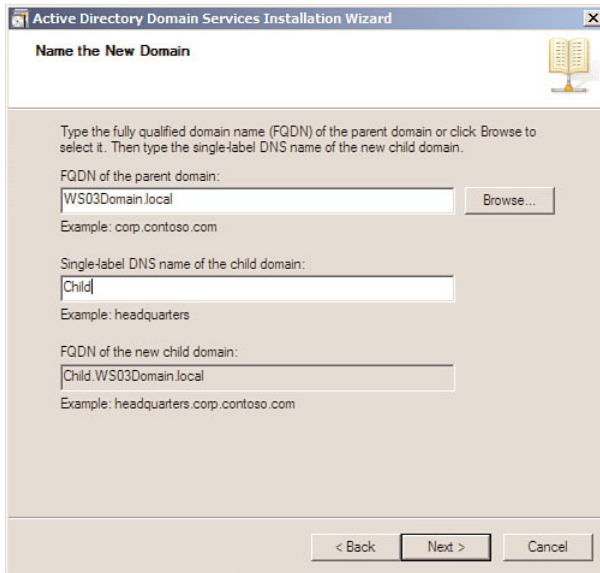 Active Directory Domain Services Installation Wizard
Name the New Domain
Type the fully qualified domain name (FQDN) of the parent domain or click Browse to
select it. Then type the single-label DNS name of the new child domain.
FQDN of the parent domain:
WS03Domain.local
Browse...
Example: corp.contoso.com
Single-label DNS name of the child domain:
Child
Example: headquarters
FQDN of the new child domain:
Child.WS03Domain.local
Example: headquarters.corp.contoso.com
< Back Next > Cancel